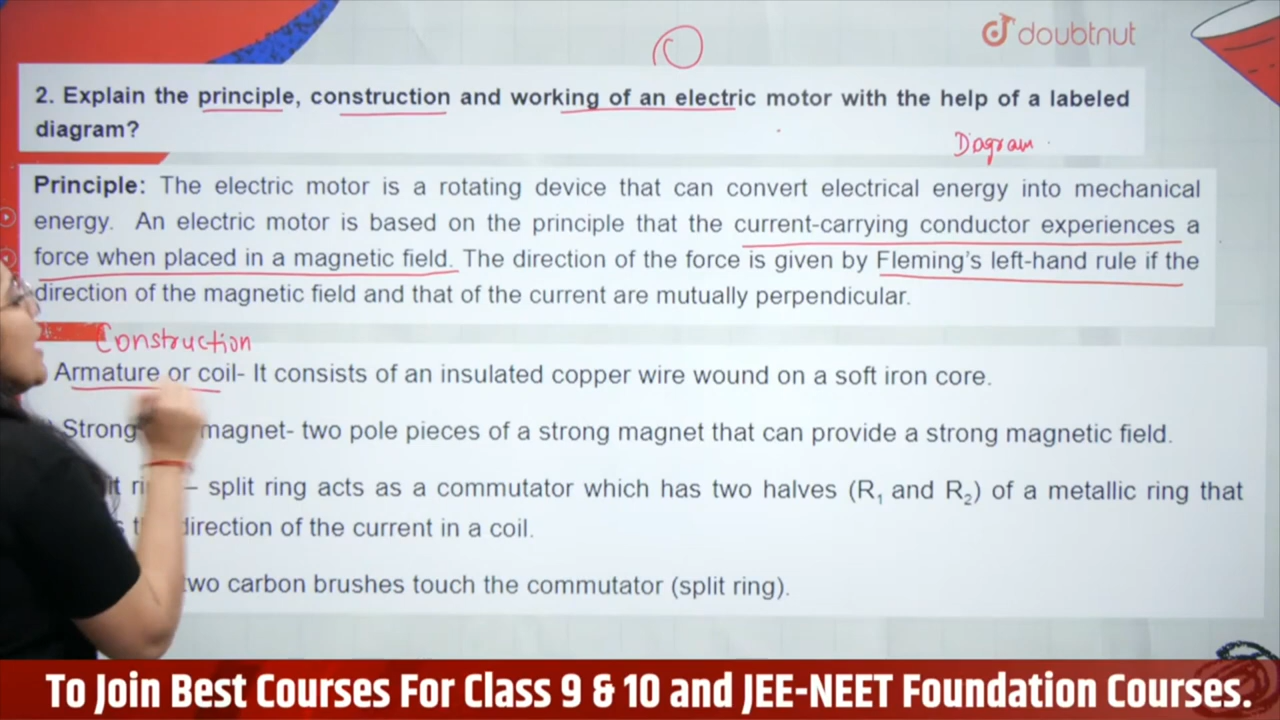 doubtnut
2. Explain the principle, construction and working of an electric motor with the help of a labeled
diagram?
Diagram
Principle: The electric motor is a rotating device that can convert electrical energy into mechanical
energy. An electric motor is based on the principle that the current-carrying conductor experiences a
force when placed in a magnetic field. The direction of the force is given by Fleming's left-hand rule if the
direction of the magnetic field and that of the current are mutually perpendicular.
Construction
Armature or coil- It consists of an insulated copper wire wound on a soft iron core.
Strong magnet- two pole pieces of a strong magnet that can provide a strong magnetic field.
– split ring acts as a commutator which has two halves (R₁ and R₂) of a metallic ring that
direction of the current in a coil.
two carbon brushes touch the commutator (split ring).
To Join Best Courses For Class 9 & 10 and JEE-NEET Foundation Courses.